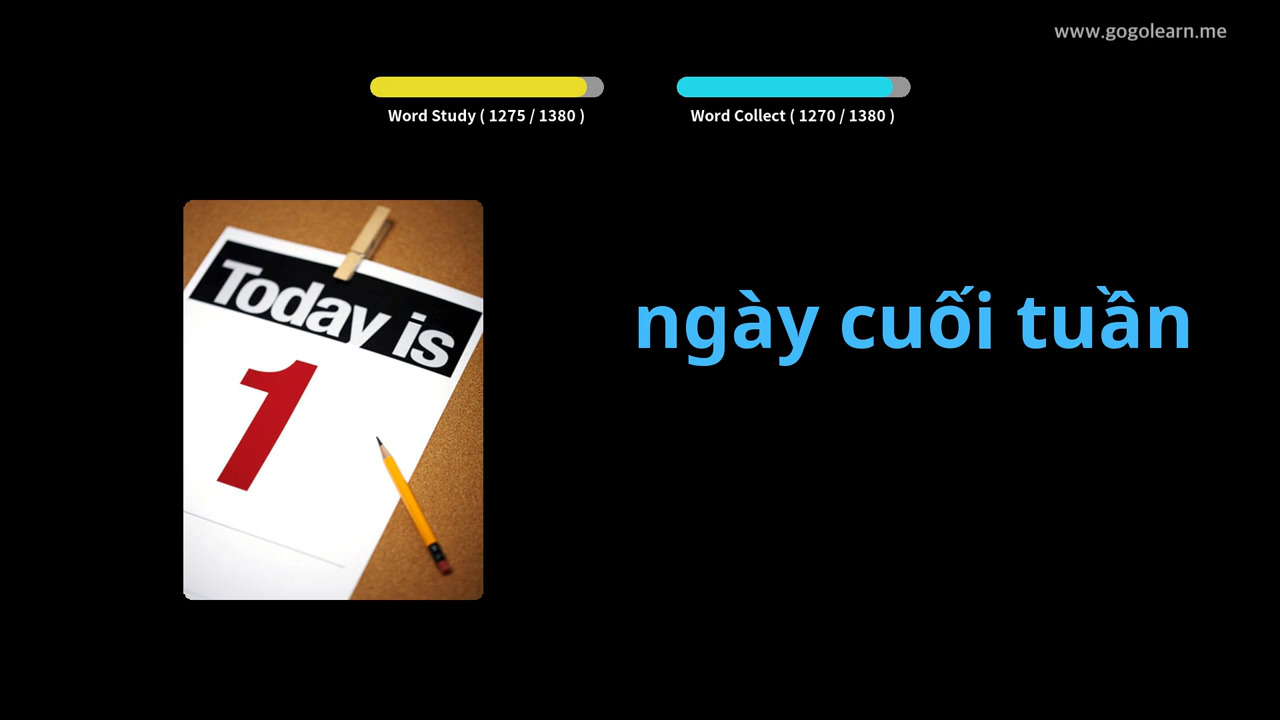 www.gogolearn.me
Word Study ( 1275 / 1380 )
Word Collect ( 1270 / 1380 )
Today is
1
ngày cuối tuần